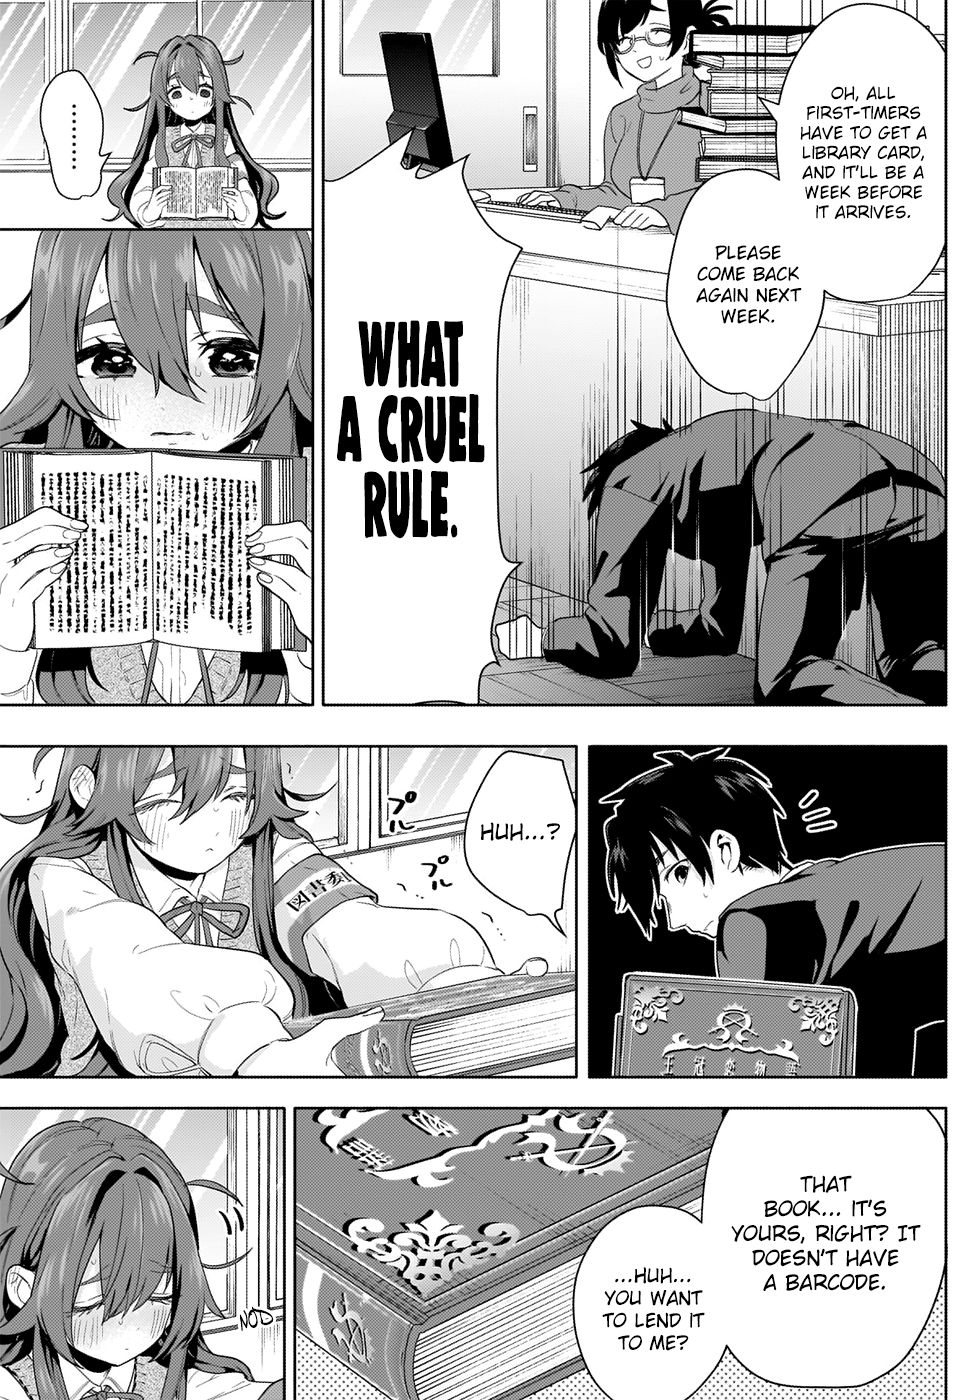 OH, ALL
FIRST-TIMERS
HAVE TO GET A
LIBRARY CARD,
AND IT'LL BE A
WEEK BEFORE
IT ARRIVES.
PLEASE
COME BACK
AGAIN NEXT
WEEK.
WHAT
A CRUEL
RULE.
………
HUH...?
プル
プル
図書委
THAT
BOOK... IT'S
YOURS, RIGHT? IT
DOESN'T HAVE
A BARCODE.
...HUH...
YOU WANT
TO LEND IT
TO ME?
NOD